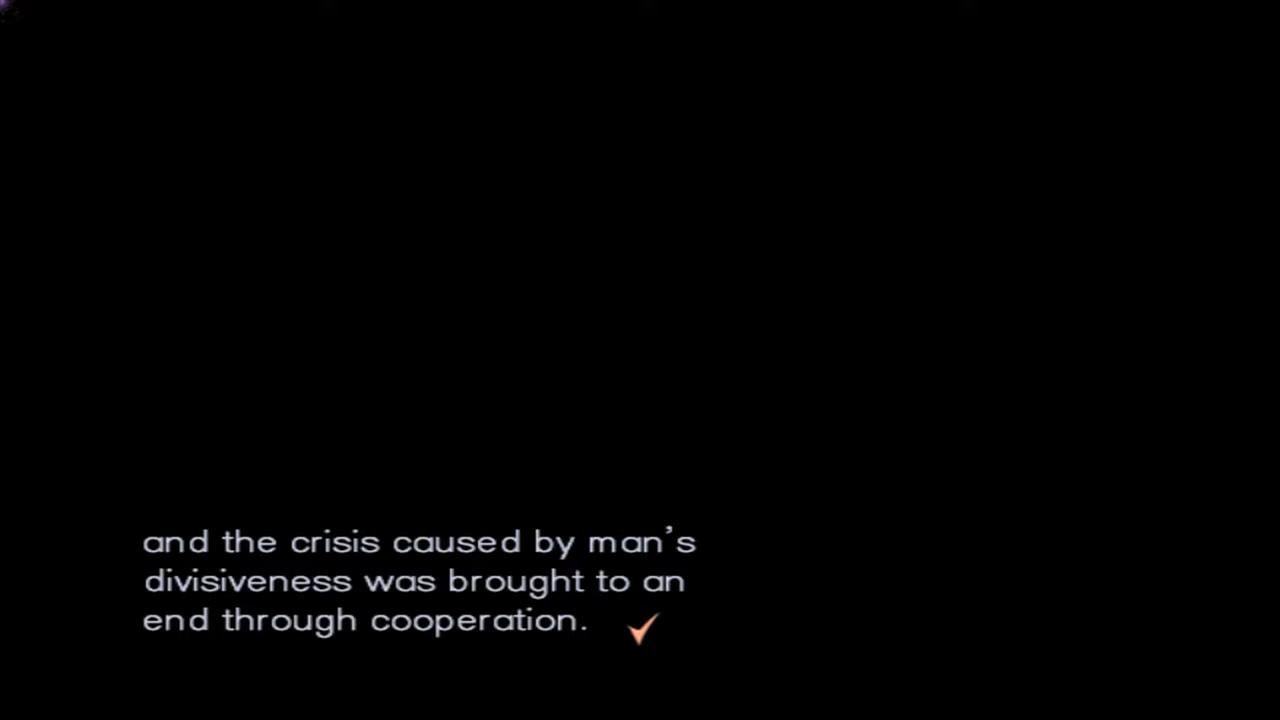 and the crisis caused by man's
divisiveness was brought to an
end through cooperation.